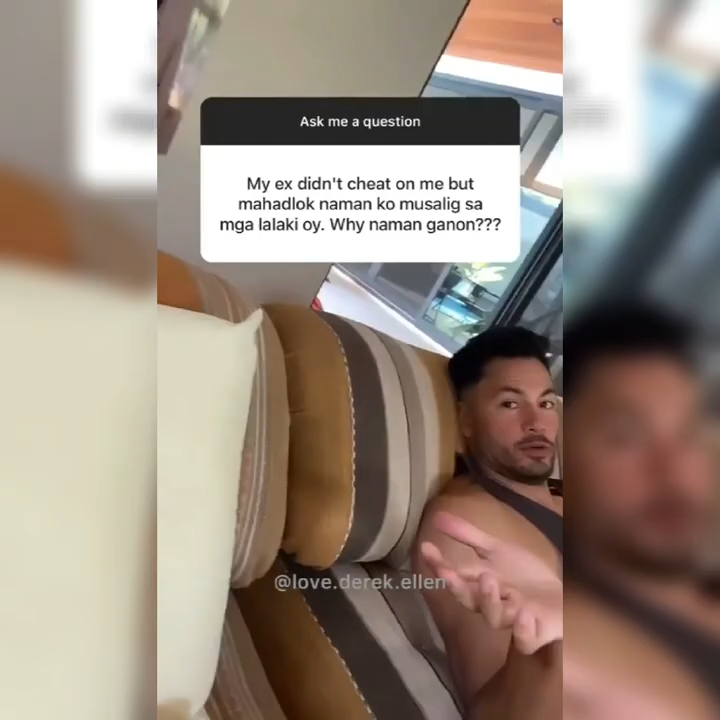 Ask me a question
My ex didn't cheat on me but
mahadlok naman ko musalig sa
mga lalaki oy. Why naman ganon???
@love.derek.ellen